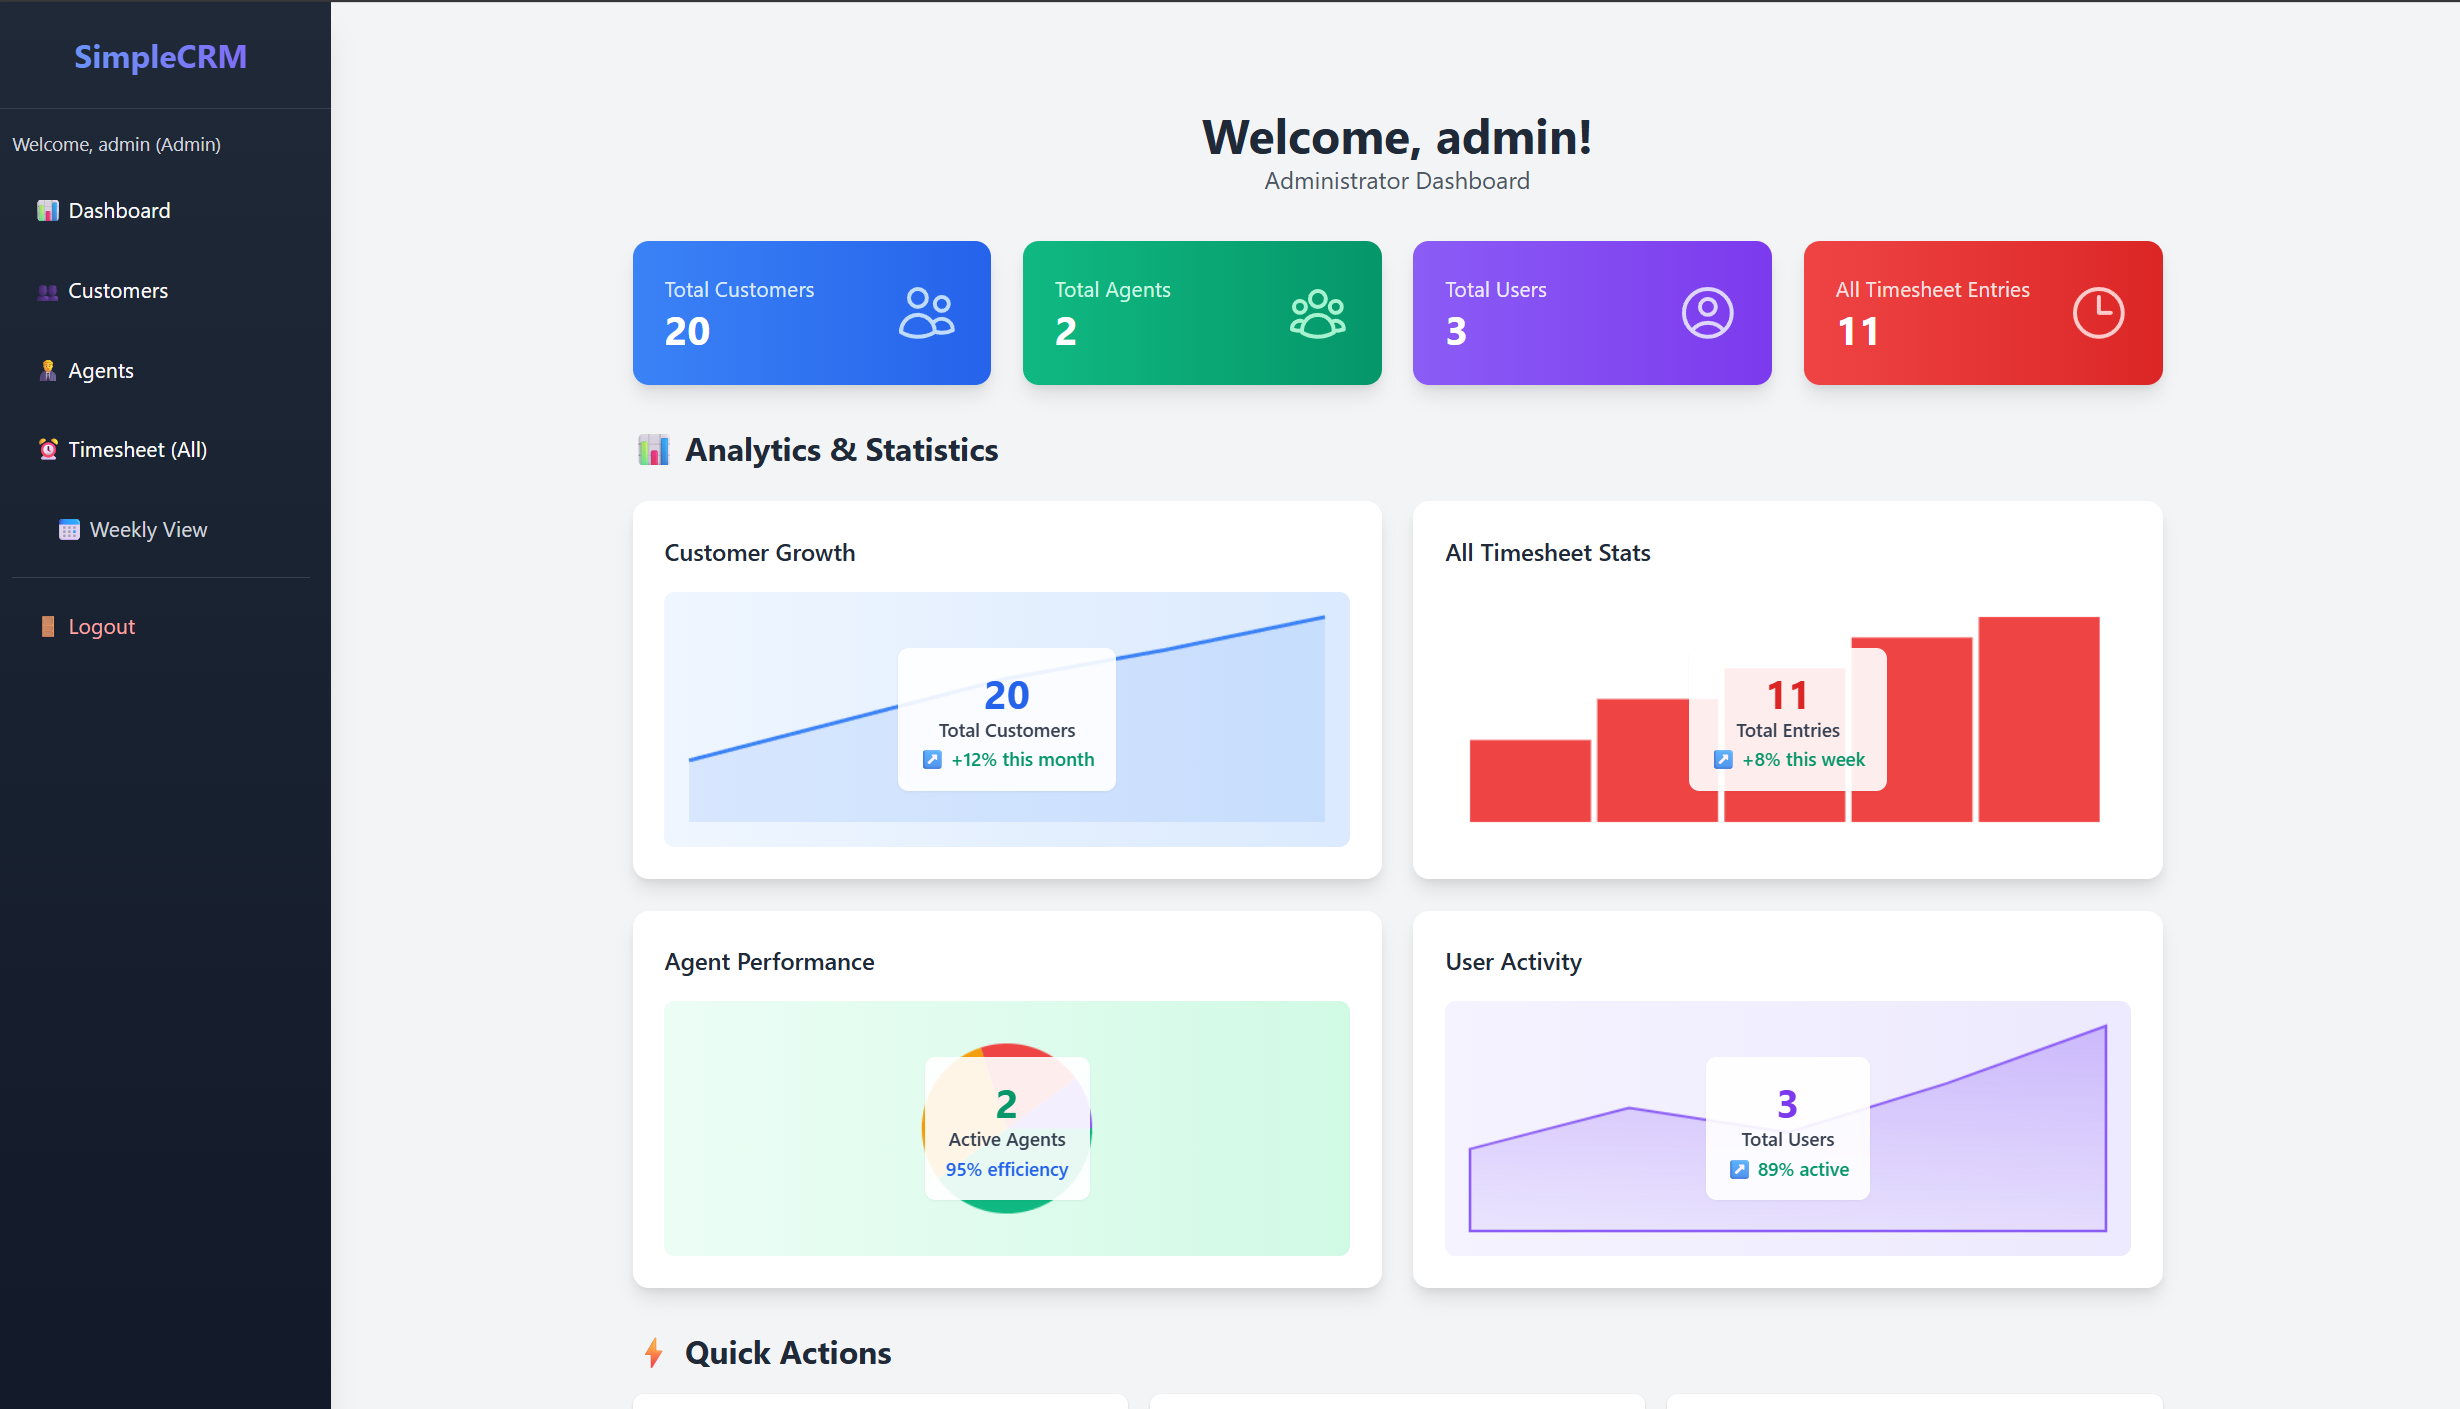 SimpleCRM
Welcome, admin (Admin)
Dashboard
Customers
Agents
Timesheet (All)
Weekly View
Logout
Welcome, admin!
Administrator Dashboard
Total Customers
20
Total Agents
2
Total Users
3
All Timesheet Entries
11
Analytics & Statistics
Customer Growth
20
Total Customers
+12% this month
All Timesheet Stats
11
Total Entries
+8% this week
Agent Performance
2
Active Agents
95% efficiency
User Activity
3
Total Users
89% active
Quick Actions